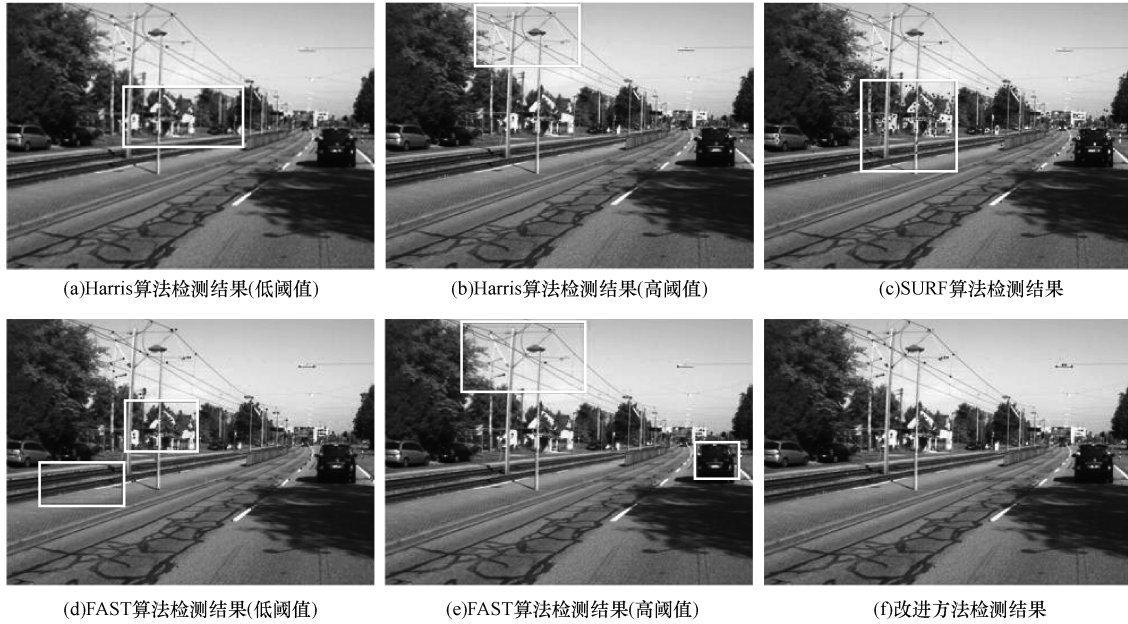 (a)Harris算法检测结果(低阈值)
(b)Harris算法检测结果(高阈值)
(c)SURF算法检测结果
(d)FAST算法检测结果(低阈值)
(e)FAST算法检测结果(高阈值)
(f)改进方法检测结果